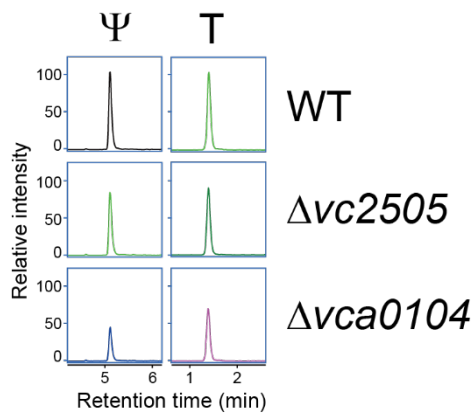 Ψ T
100
50
0
WT
100
50
0
Δvc2505
100
50
0
Δvca0104
Relative intensity
5 6 1 2
Retention time (min)